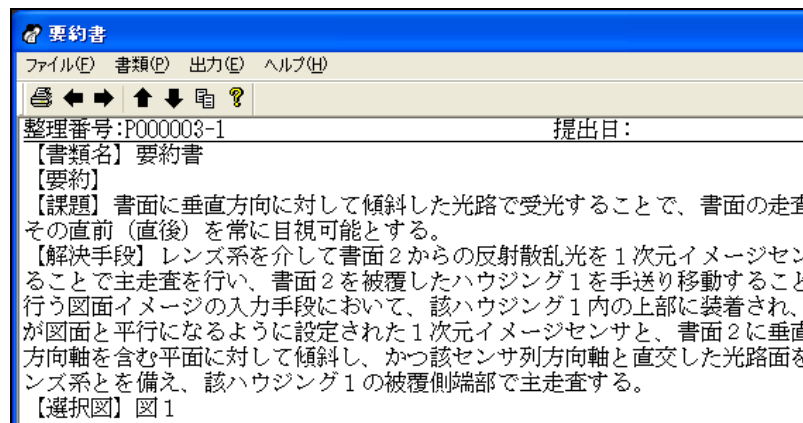 要約書
ファイル(F) 書類(P) 出力(E) ヘルプ(H)
整理番号:P000003-1 提出日:
【書類名】要約書
【要約】
【課題】書面に垂直方向に対して傾斜した光路で受光することで、書面の走査
その直前（直後）を常に目視可能とする。
【解決手段】レンズ系を介して書面２からの反射散乱光を１次元イメージセン
ることで主走査を行い、書面２を被覆したハウジング１を手送り移動すること
行う図面イメージの入力手段において、該ハウジング１内の上部に装着され、
が図面と平行になるように設定された１次元イメージセンサと、書面２に垂直
方向軸を含む平面に対して傾斜し、かつ該センサ列方向軸と直交した光路面を
ンズ系とを備え、該ハウジング１の被覆側端部で主走査する。
【選択図】図１